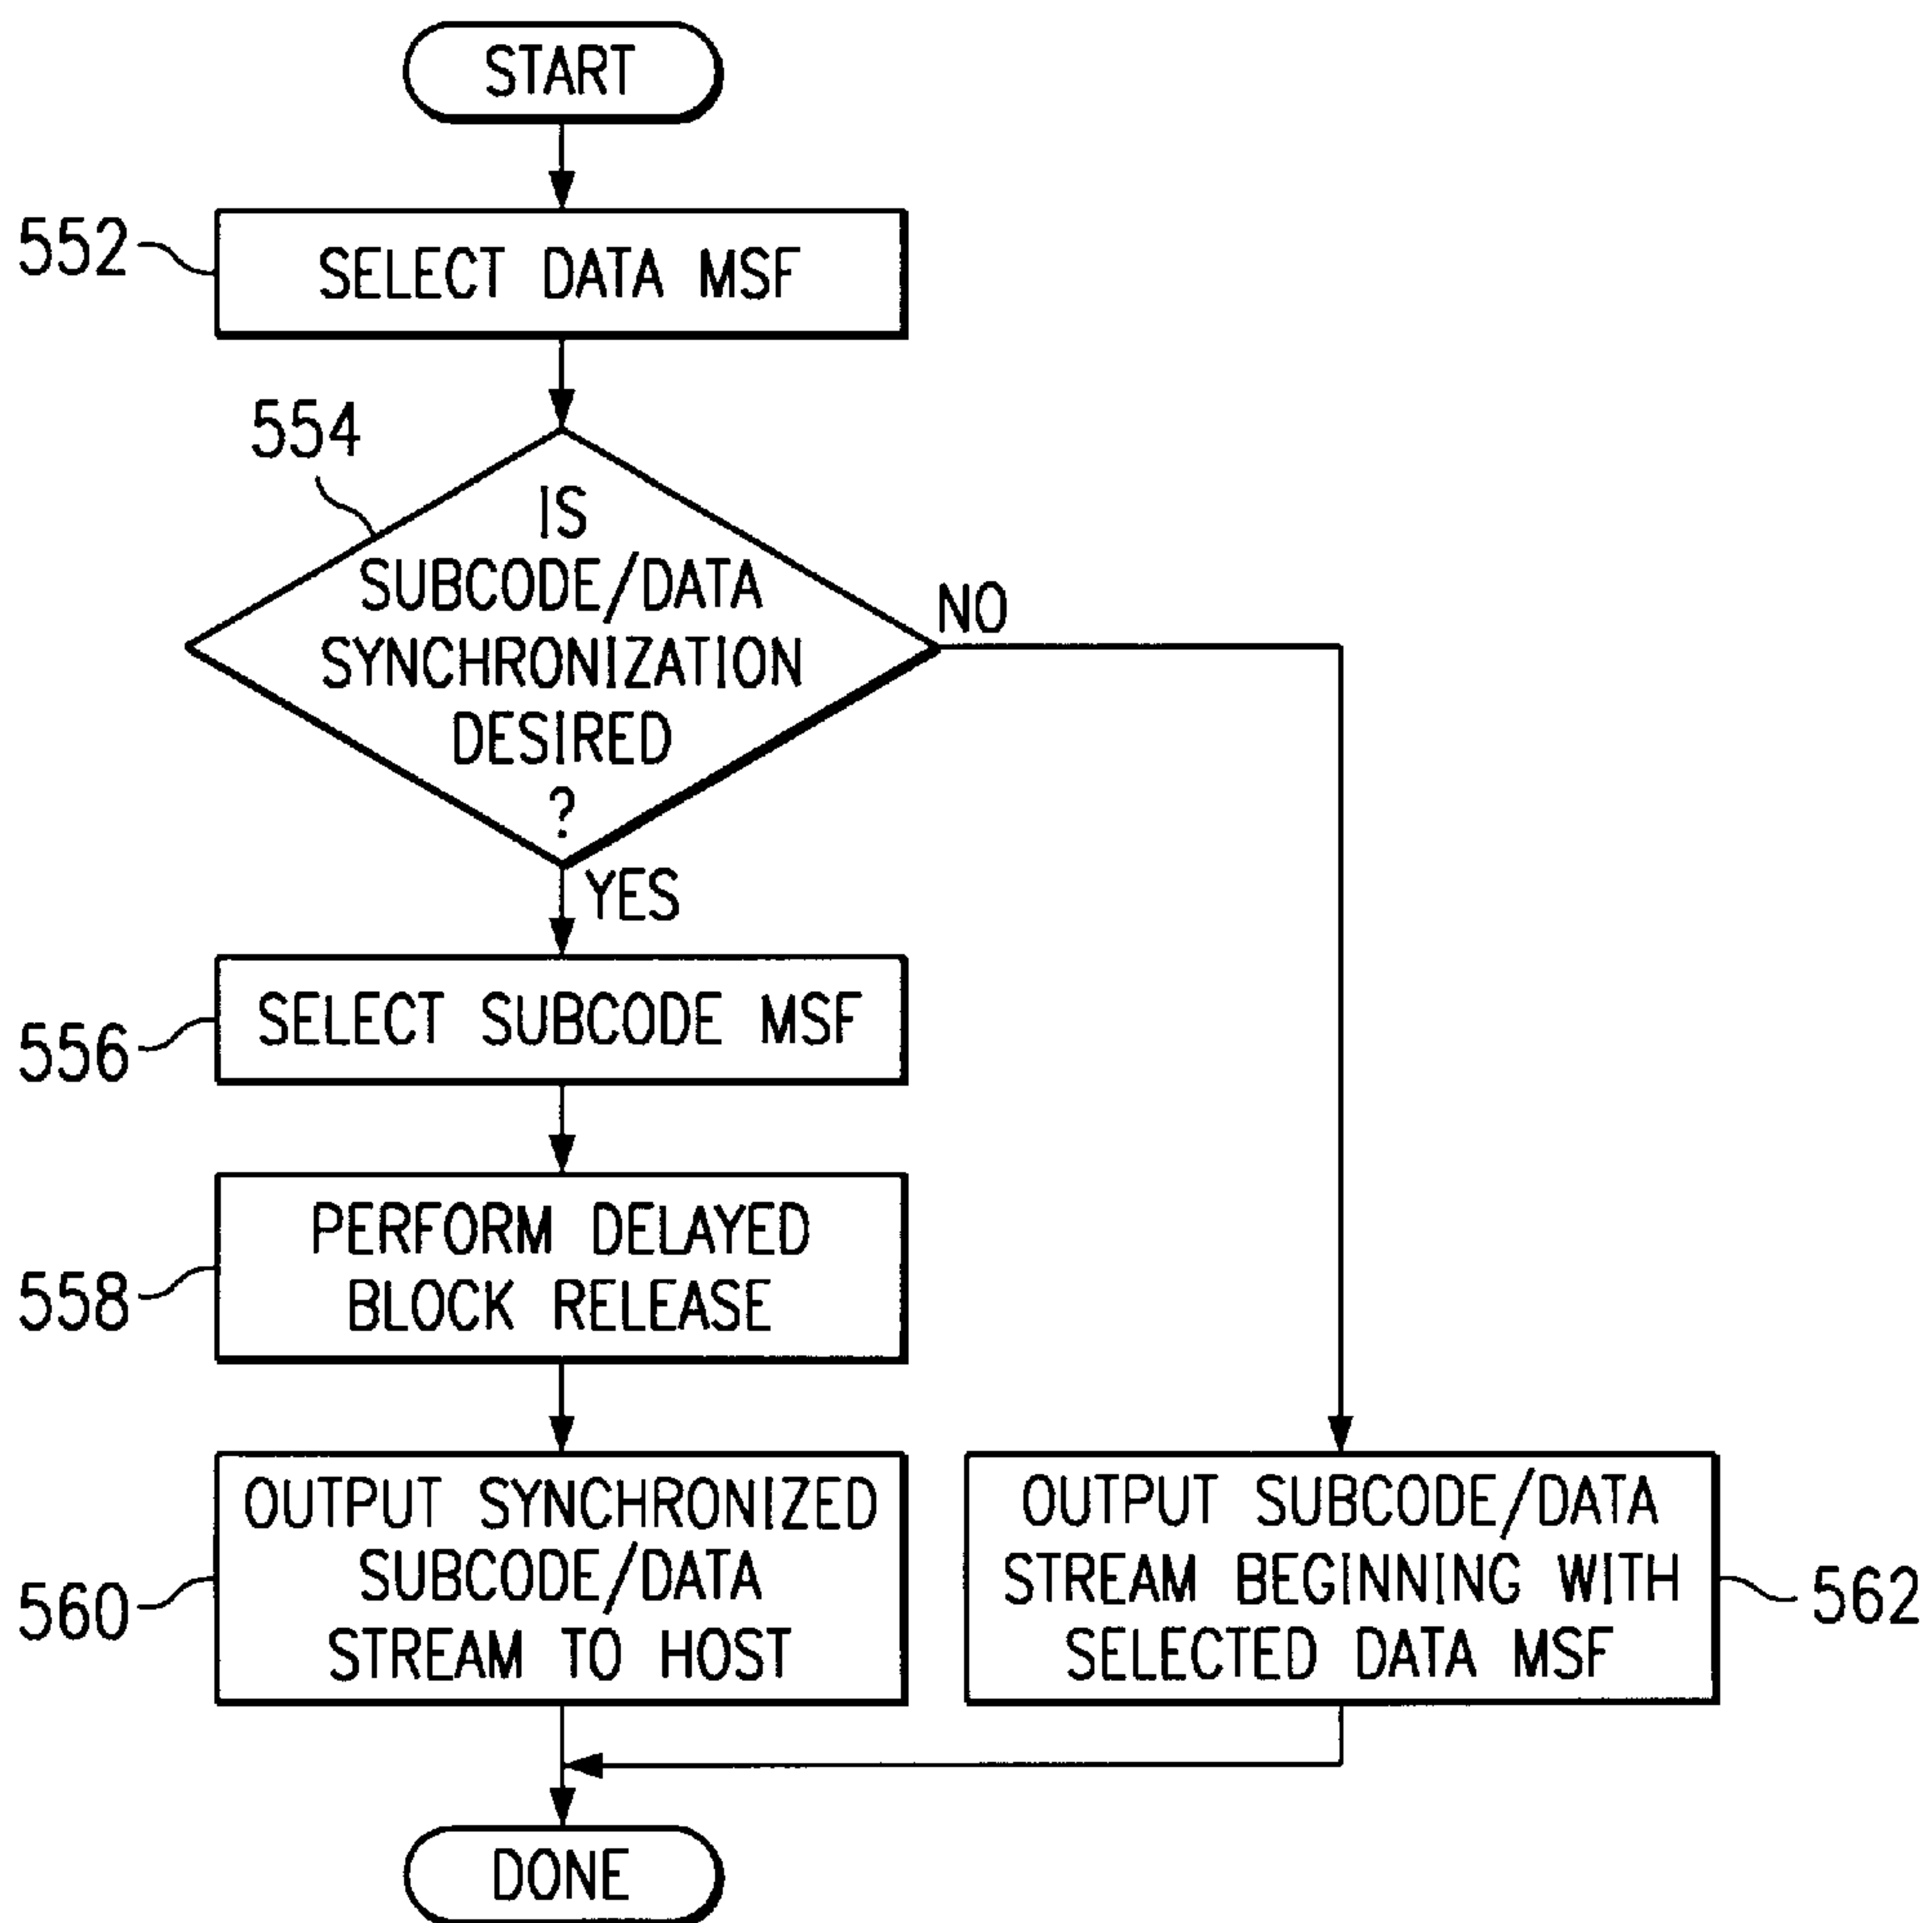 START
552
SELECT DATA MSF
554
IS
SUBCODE/DATA
SYNCHRONIZATION
DESIRED
?
NO
YES
556
SELECT SUBCODE MSF
558
PERFORM DELAYED
BLOCK RELEASE
560
OUTPUT SYNCHRONIZED
SUBCODE/DATA
STREAM TO HOST
OUTPUT SUBCODE/DATA
STREAM BEGINNING WITH
SELECTED DATA MSF
562
DONE